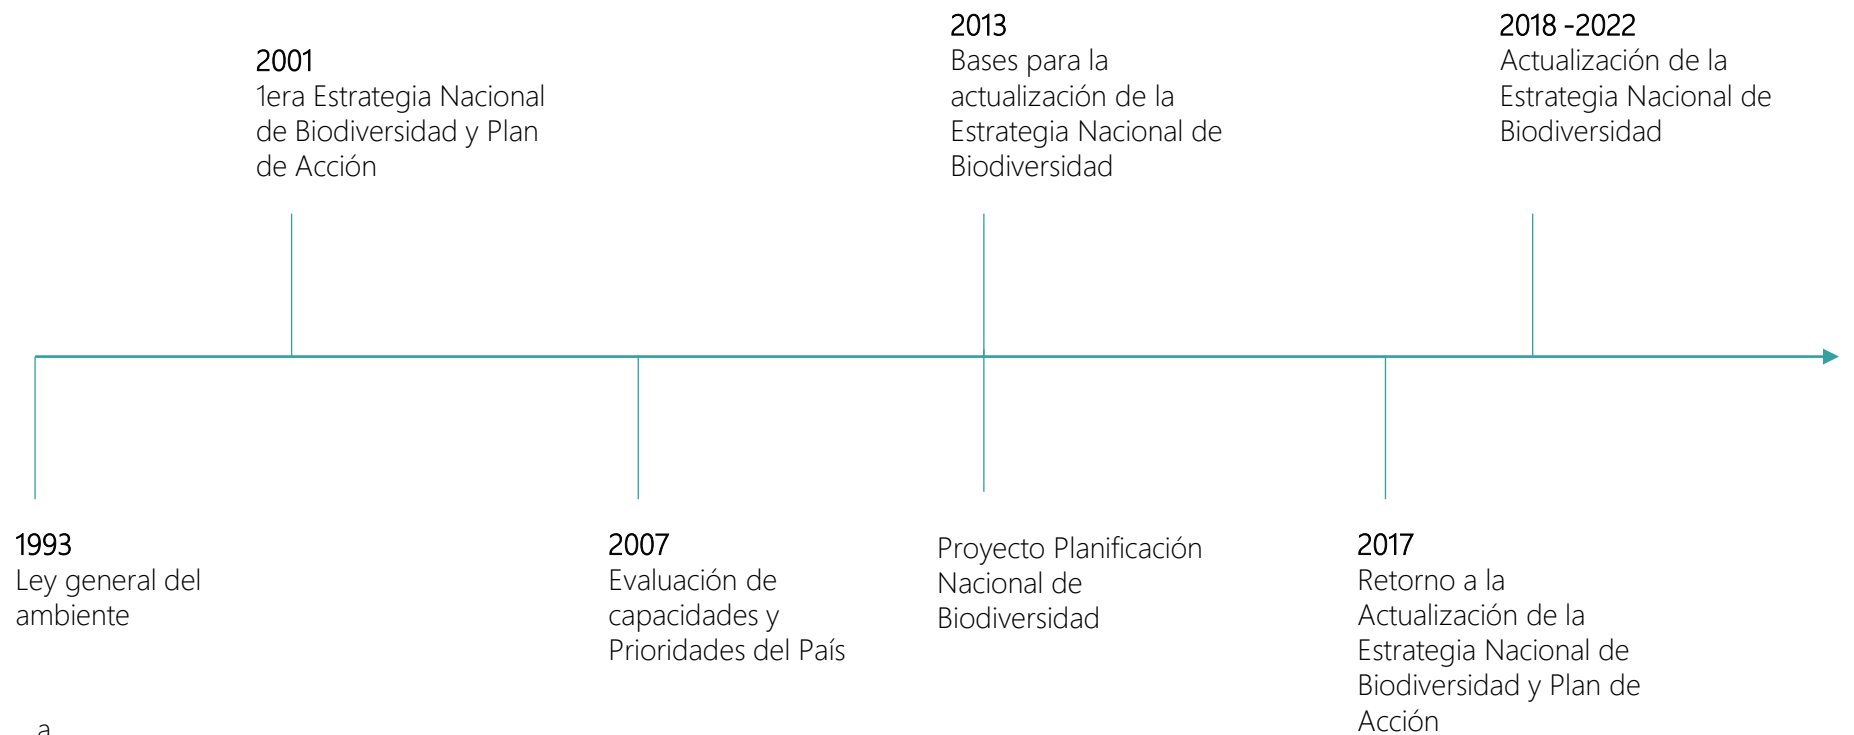 2001
1era Estrategia Nacional
de Biodiversidad y Plan
de Acción
2013
Bases para la
actualización de la
Estrategia Nacional de
Biodiversidad
2018 -2022
Actualización de la
Estrategia Nacional de
Biodiversidad
1993
Ley general del
ambiente
2007
Evaluación de
capacidades y
Prioridades del País
Proyecto Planificación
Nacional de
Biodiversidad
2017
Retorno a la
Actualización de la
Estrategia Nacional de
Biodiversidad y Plan de
Acción
a